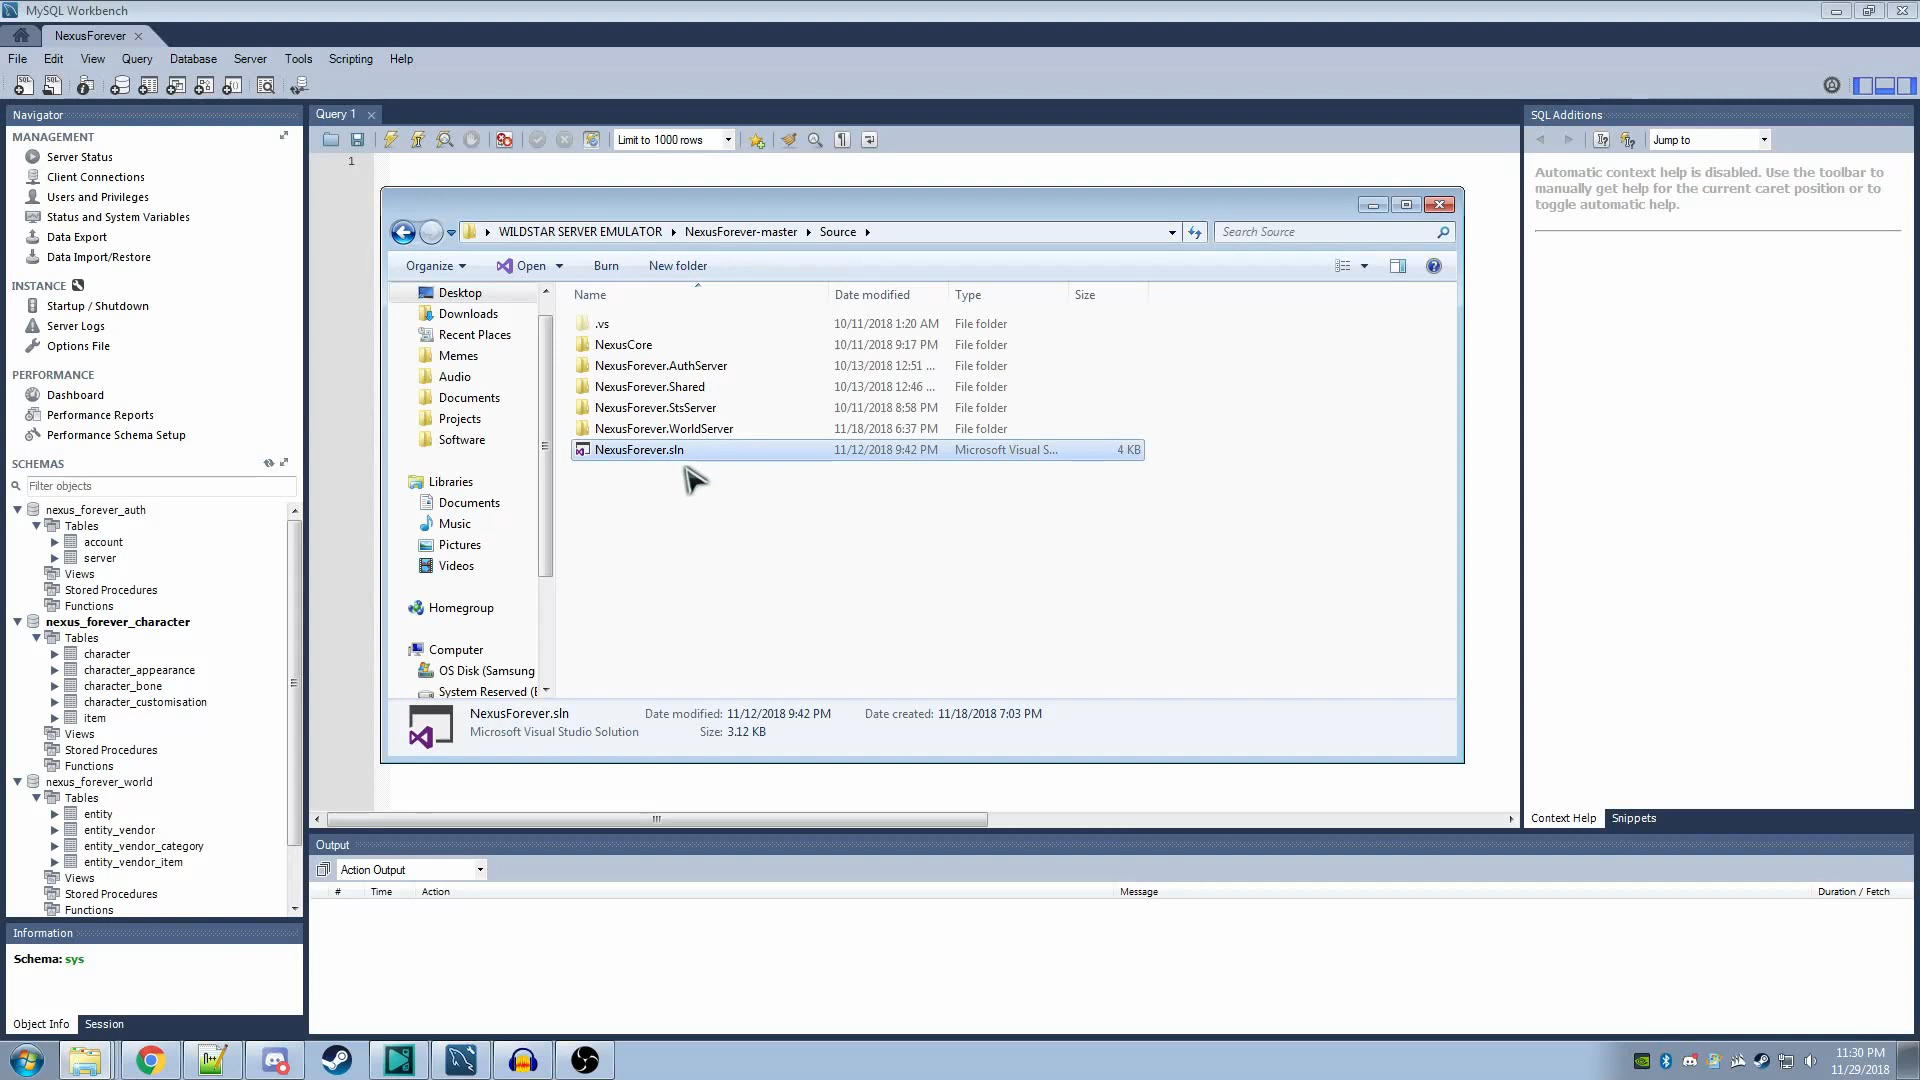 MySQL Workbench
NexusForever
File Edit View Query Database Server Tools Scripting Help
Navigator
MANAGEMENT
Server Status
Client Connections
Users and Privileges
Status and System Variables
Data Export
Data Import/Restore
INSTANCE
Startup / Shutdown
Server Logs
Options File
PERFORMANCE
Dashboard
Performance Reports
Performance Schema Setup
SCHEMAS
Filter objects
nexus_forever_auth
Tables
account
server
Views
Stored Procedures
Functions
nexus_forever_character
Tables
character
character_appearance
character_bone
character_customisation
item
Views
Stored Procedures
Functions
nexus_forever_world
Tables
entity
entity_vendor
entity_vendor_category
entity_vendor_item
Views
Stored Procedures
Functions
Information
Schema: sys
Object Info Session
Query 1
Limit to 1000 rows
1
WILDSTAR SERVER EMULATOR NexusForever-master Source
Search Source
Organize Open Burn New folder
Desktop
Downloads
Recent Places
Memes
Audio
Documents
Projects
Software
Libraries
Documents
Music
Pictures
Videos
Homegroup
Computer
OS Disk (Samsung
System Reserved (E
Name Date modified Type Size
.vs 10/11/2018 1:20 AM File folder
NexusCore 10/11/2018 9:17 PM File folder
NexusForever.AuthServer 10/13/2018 12:51 ... File folder
NexusForever.Shared 10/13/2018 12:46 ... File folder
NexusForever.StsServer 10/11/2018 8:58 PM File folder
NexusForever.WorldServer 11/18/2018 6:37 PM File folder
NexusForever.sln 11/12/2018 9:42 PM Microsoft Visual S... 4 KB
NexusForever.sln Date modified: 11/12/2018 9:42 PM Date created: 11/18/2018 7:03 PM
Microsoft Visual Studio Solution Size: 3.12 KB
SQL Additions
Jump to
Automatic context help is disabled. Use the toolbar to
manually get help for the current caret position or to
toggle automatic help.
Context Help Snippets
Output
Action Output
# Time Action Message Duration / Fetch
11:30 PM
11/29/2018